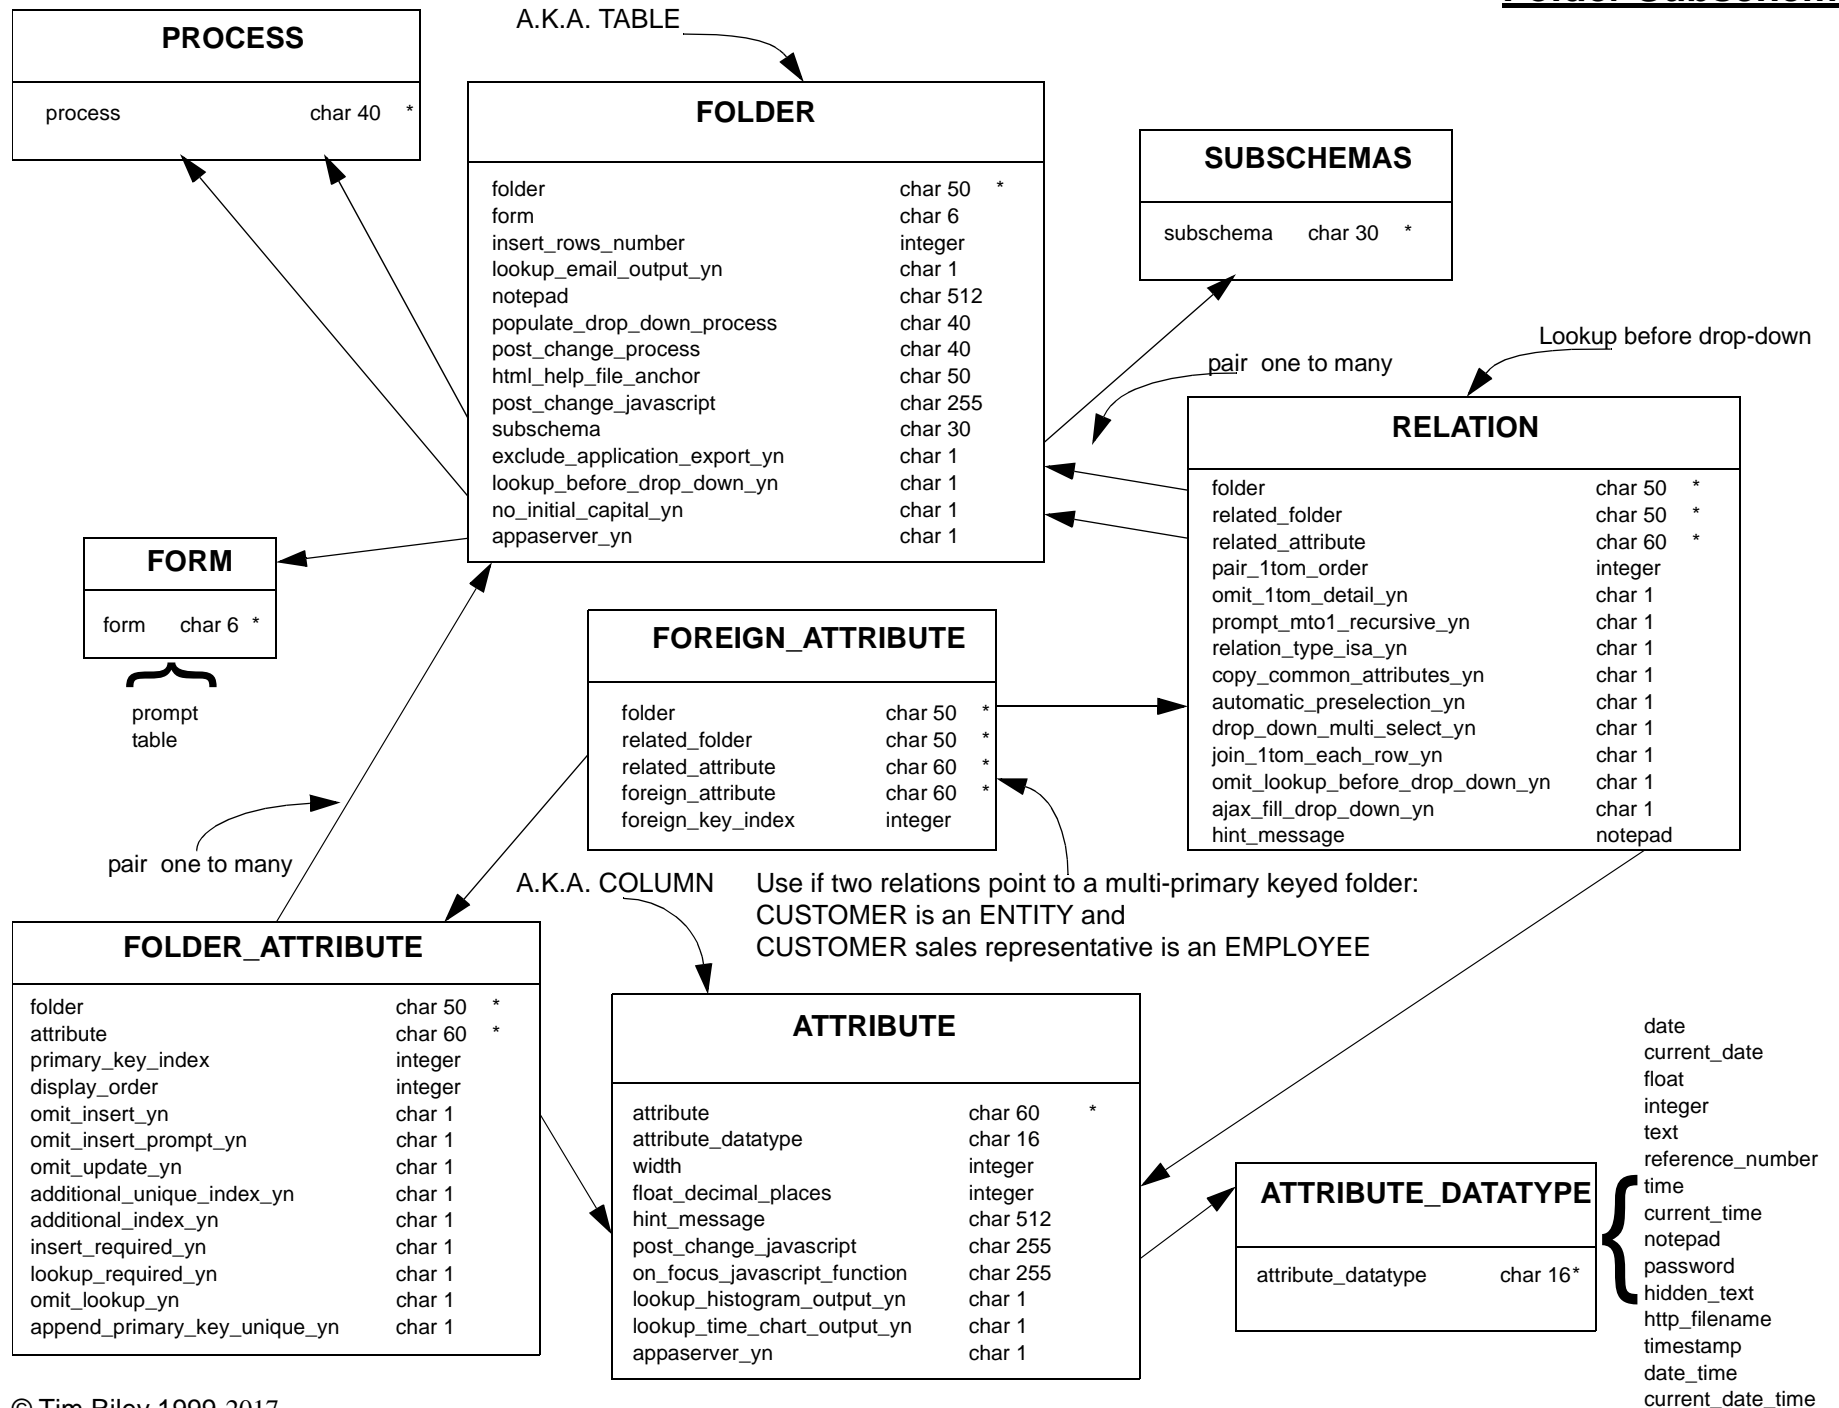 A.K.A. TABLE
PROCESS
process char 40 *
FOLDER
folder char 50 *
form char 6
insert_rows_number integer
lookup_email_output_yn char 1
notepad char 512
populate_drop_down_process char 40
post_change_process char 40
html_help_file_anchor char 50
post_change_javascript char 255
subschema char 30
exclude_application_export_yn char 1
lookup_before_drop_down_yn char 1
no_initial_capital_yn char 1
appaserver_yn char 1
SUBSCHEMAS
subschema char 30 *
Lookup before drop-down
pair one to many
RELATION
folder char 50 *
related_folder char 50 *
related_attribute char 60 *
pair_1tom_order integer
omit_1tom_detail_yn char 1
prompt_mto1_recursive_yn char 1
relation_type_isa_yn char 1
copy_common_attributes_yn char 1
automatic_preselection_yn char 1
drop_down_multi_select_yn char 1
join_1tom_each_row_yn char 1
omit_lookup_before_drop_down_yn char 1
ajax_fill_drop_down_yn char 1
hint_message notepad
FORM
form char 6 *
prompt
table
FOREIGN_ATTRIBUTE
folder char 50 *
related_folder char 50 *
related_attribute char 60 *
foreign_attribute char 60 *
foreign_key_index integer
pair one to many
A.K.A. COLUMN
Use if two relations point to a multi-primary keyed folder:
CUSTOMER is an ENTITY and
CUSTOMER sales representative is an EMPLOYEE
FOLDER_ATTRIBUTE
folder char 50 *
attribute char 60 *
primary_key_index integer
display_order integer
omit_insert_yn char 1
omit_insert_prompt_yn char 1
omit_update_yn char 1
additional_unique_index_yn char 1
additional_index_yn char 1
insert_required_yn char 1
lookup_required_yn char 1
omit_lookup_yn char 1
append_primary_key_unique_yn char 1
ATTRIBUTE
attribute char 60 *
attribute_datatype char 16
width integer
float_decimal_places integer
hint_message char 512
post_change_javascript char 255
on_focus_javascript_function char 255
lookup_histogram_output_yn char 1
lookup_time_chart_output_yn char 1
appaserver_yn char 1
ATTRIBUTE_DATATYPE
attribute_datatype char 16*
date
current_date
float
integer
text
reference_number
time
current_time
notepad
password
hidden_text
http_filename
timestamp
date_time
current_date_time
© Tim Riley 1999-2017